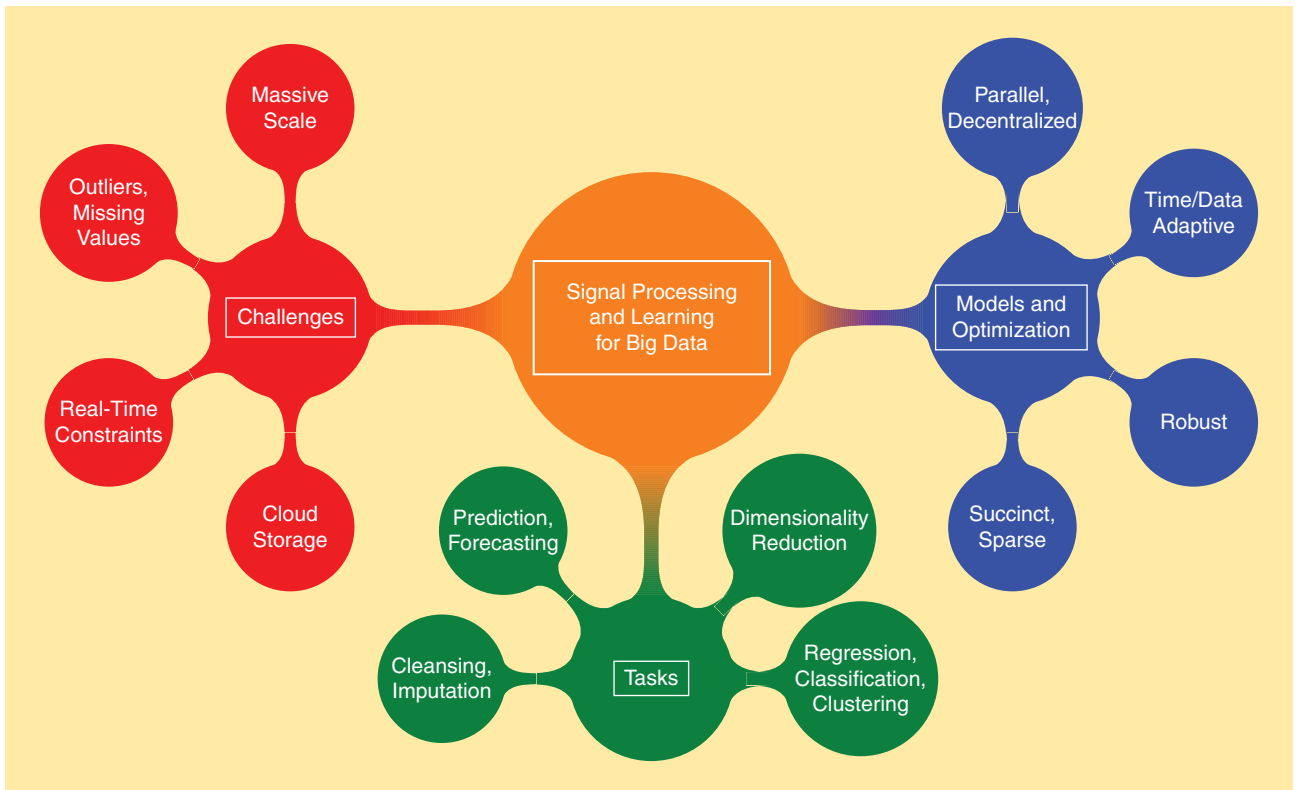 Massive
Scale
Outliers,
Missing
Values
Challenges
Real-Time
Constraints
Cloud
Storage
Signal Processing
and Learning
for Big Data
Parallel,
Decentralized
Time/Data
Adaptive
Models and
Optimization
Robust
Succinct,
Sparse
Prediction,
Forecasting
Dimensionality
Reduction
Cleansing,
Imputation
Tasks
Regression,
Classification,
Clustering